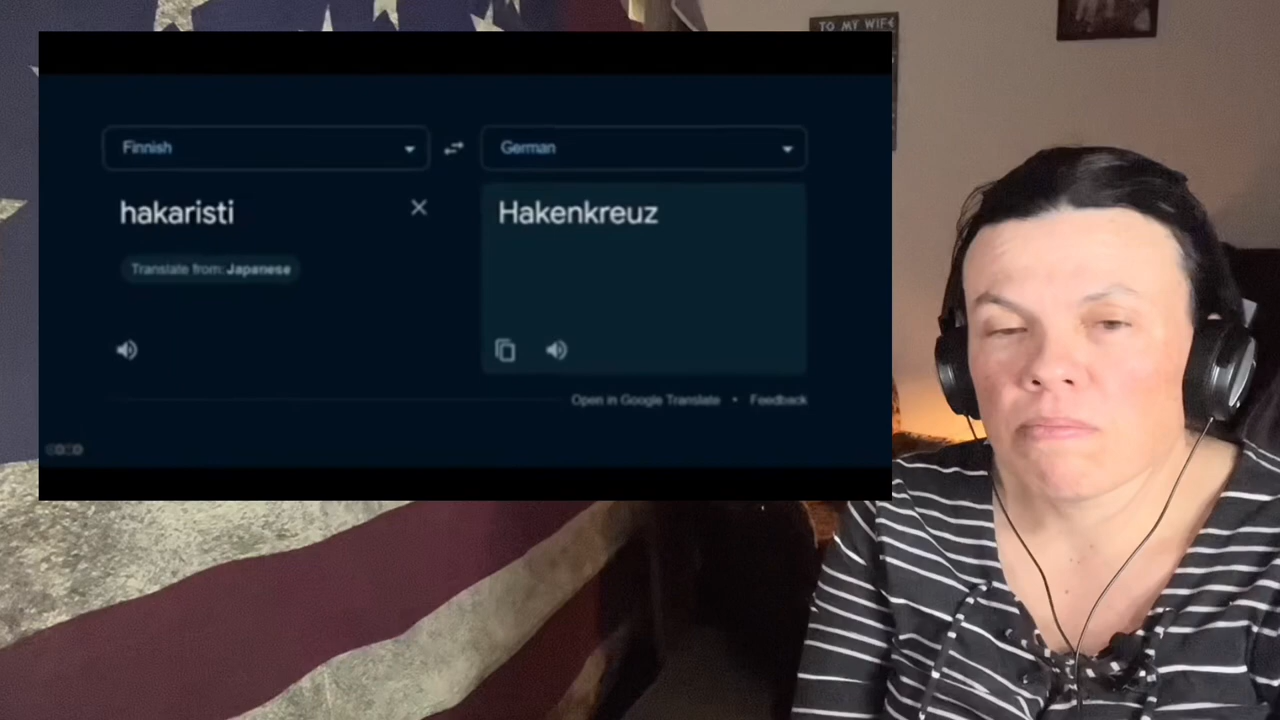 TO MY WIFE
Finnish
German
hakaristi
Hakenkreuz
Translate from: Japanese
Open in Google Translate • Feedback